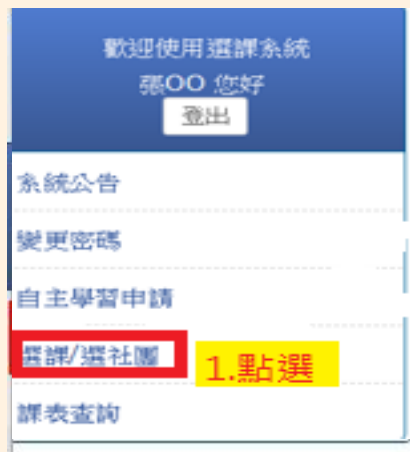 歡迎使用選課系統
張OO 您好
登出
系統公告
變更密碼
自主學習申請
選課/選社團
1.點選
課表查詢